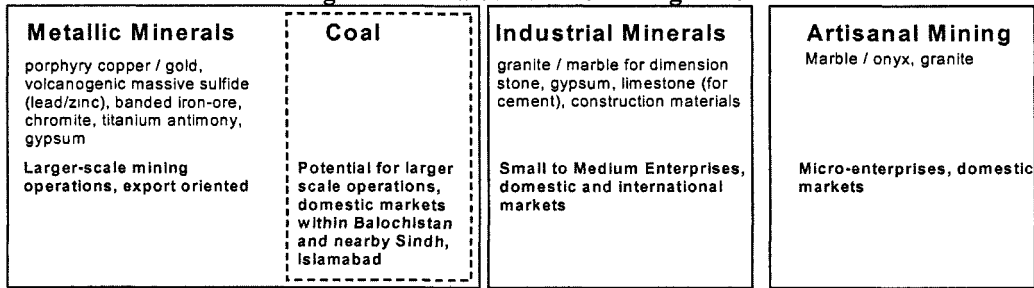 Metallic Minerals
porphyry copper / gold,
volcanogenic massive sulfide
(lead/zinc), banded iron-ore,
chromite, titanium antimony,
gypsum
Larger-scale mining
operations, export oriented
Coal
Potential for larger
scale operations,
domestic markets
within Balochistan
and nearby Sindh,
Islamabad
Industrial Minerals
granite / marble for dimension
stone, gypsum, limestone (for
cement), construction materials
Small to Medium Enterprises,
domestic and international
markets
Artisanal Mining
Marble / onyx, granite
Micro-enterprises, domestic
markets